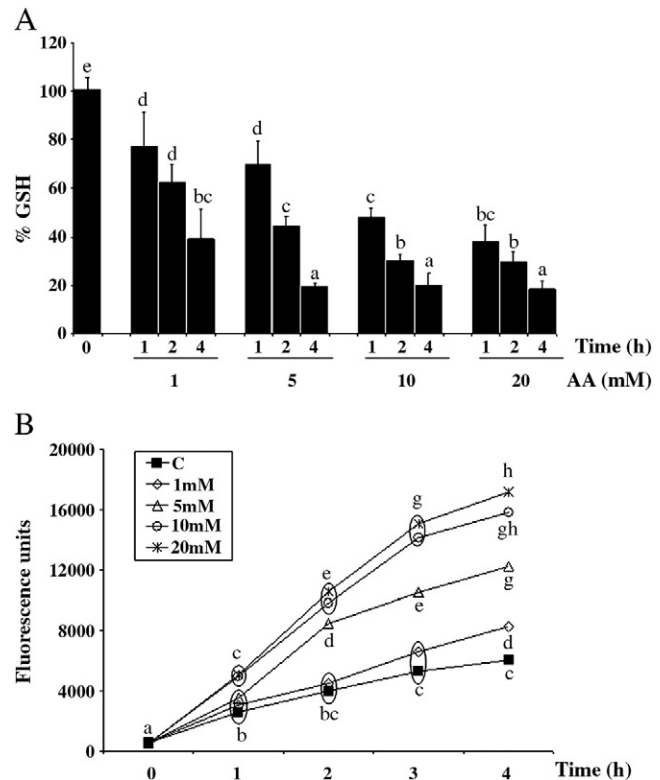 A
120
e
100
d
d
80
d
c
60
bc
c
bc
% GSH
40
b
b
a
a
a
20
0
0 1 2 4 1 2 4 1 2 4 1 2 4 Time (h)
1 5 10 20 AA (mM)
B
20000
C
1mM
5mM
10mM
20mM
h
16000
g
gh
12000
e
g
Fluorescence units
e
8000
c
d
d
4000
c
c
a
b
bc
0
0 1 2 3 4 Time (h)